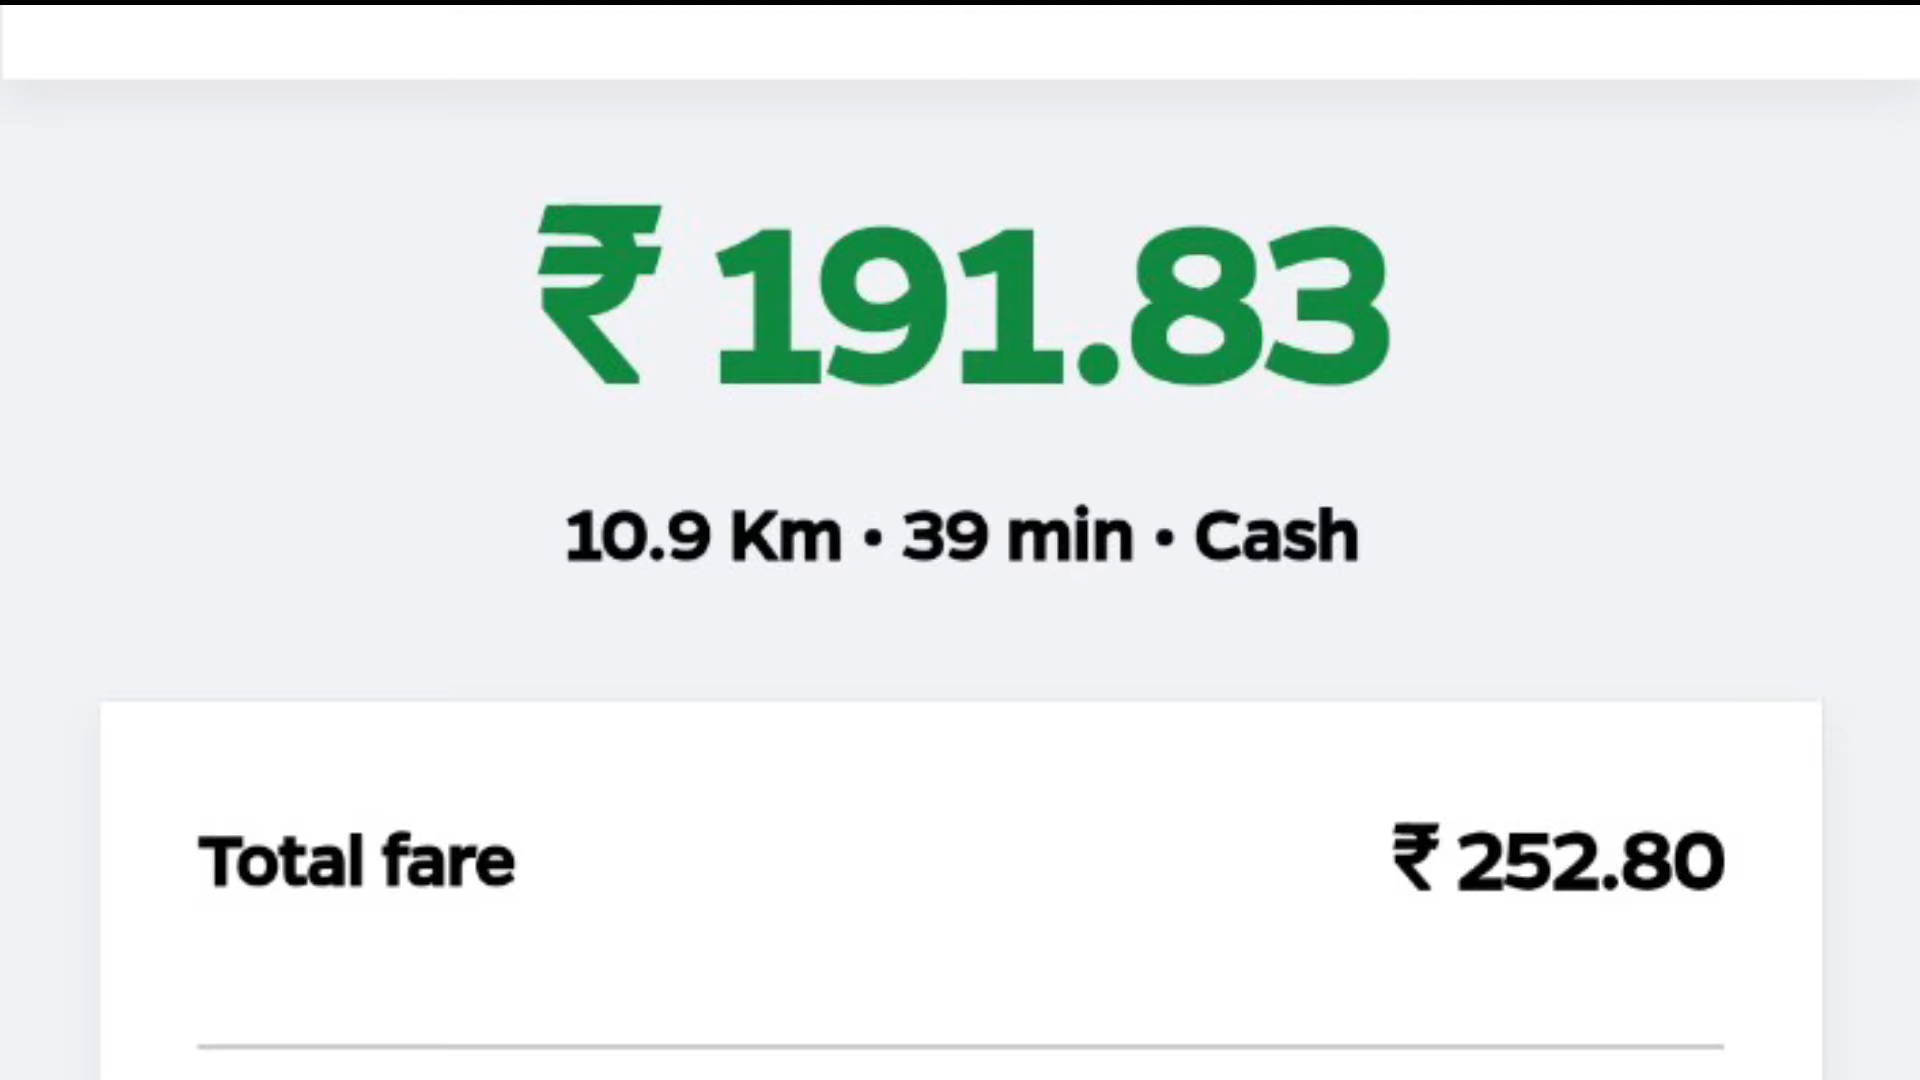 ₹ 191.83
10.9 Km • 39 min • Cash
Total fare ₹ 252.80